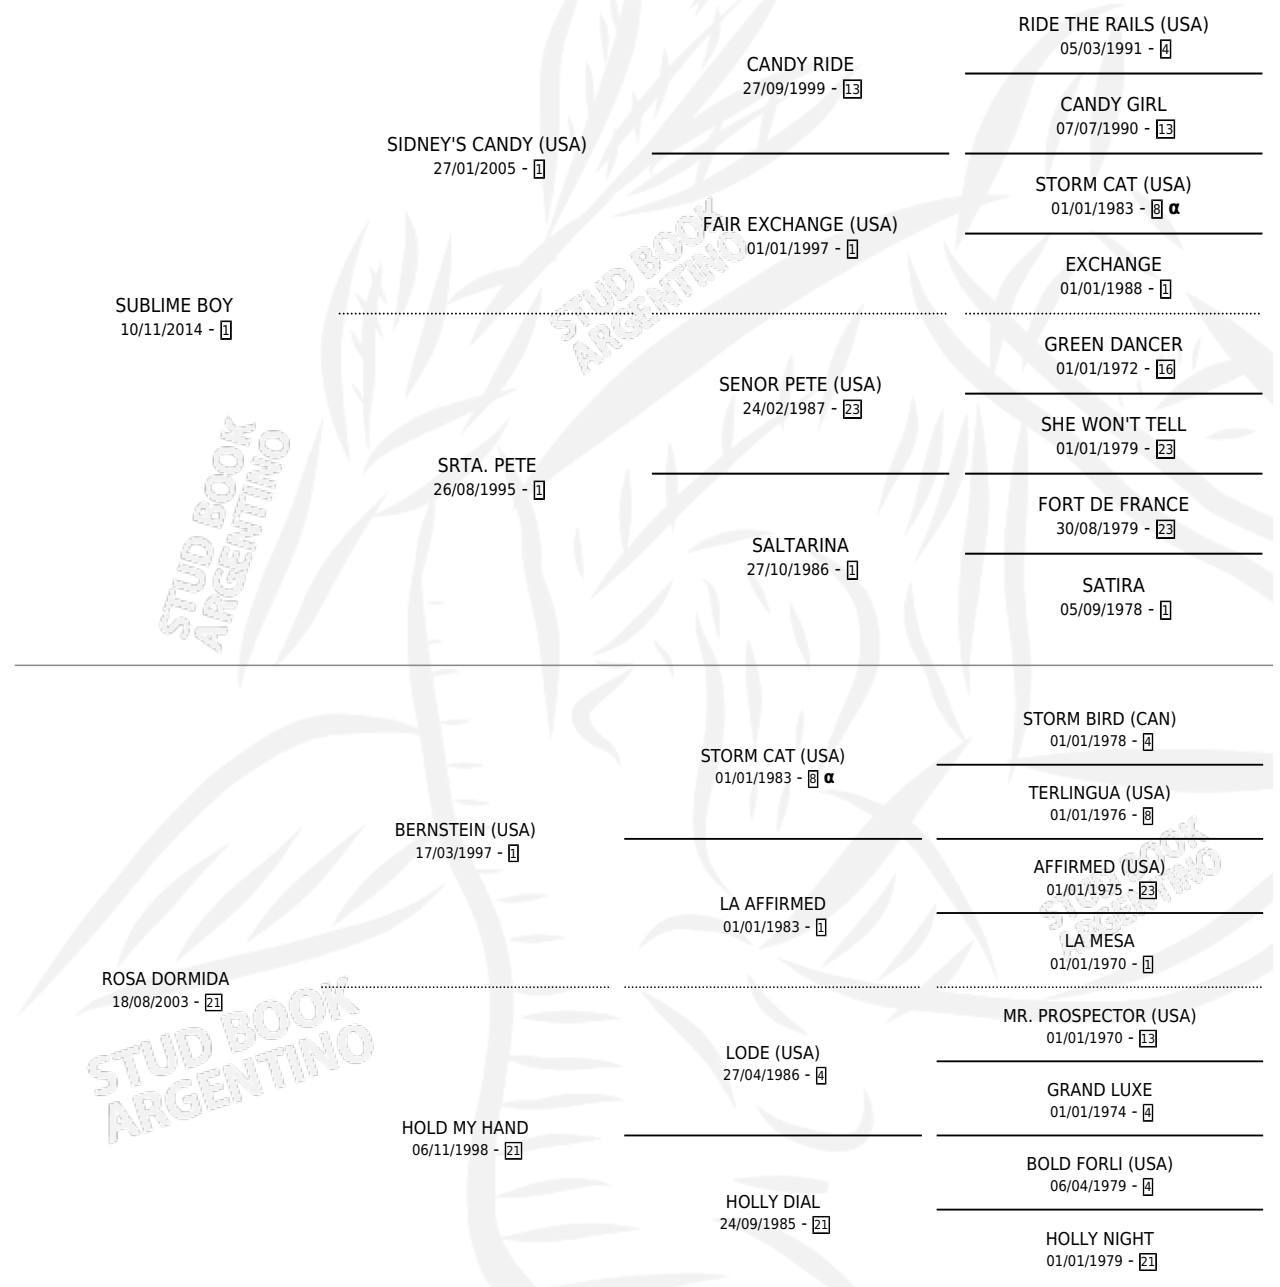 RIDE THE RAILS (USA)
05/03/1991 - 4
CANDY RIDE
27/09/1999 - 13
CANDY GIRL
07/07/1990 - 13
SIDNEY'S CANDY (USA)
27/01/2005 - 1
STORM CAT (USA)
01/01/1983 - 8 α
FAIR EXCHANGE (USA)
01/01/1997 - 1
EXCHANGE
01/01/1988 - 1
SUBLIME BOY
10/11/2014 - 1
GREEN DANCER
01/01/1972 - 16
SENOR PETE (USA)
24/02/1987 - 23
SHE WON'T TELL
01/01/1979 - 23
SRTA. PETE
26/08/1995 - 1
FORT DE FRANCE
30/08/1979 - 23
SALTARINA
27/10/1986 - 1
SATIRA
05/09/1978 - 1
STORM BIRD (CAN)
01/01/1978 - 4
STORM CAT (USA)
01/01/1983 - 8 α
TERLINGUA (USA)
01/01/1976 - 8
BERNSTEIN (USA)
17/03/1997 - 1
AFFIRMED (USA)
01/01/1975 - 23
LA AFFIRMED
01/01/1983 - 1
LA MESA
01/01/1970 - 1
ROSA DORMIDA
18/08/2003 - 21
MR. PROSPECTOR (USA)
01/01/1970 - 13
LODE (USA)
27/04/1986 - 4
GRAND LUXE
01/01/1974 - 4
HOLD MY HAND
06/11/1998 - 21
BOLD FORLI (USA)
06/04/1979 - 4
HOLLY DIAL
24/09/1985 - 21
HOLLY NIGHT
01/01/1979 - 21
STUD BOOK
ARGENTINO
STUD BOOK
ARGENTINO
STUD BOOK
ARGENTINO
STUD BOOK
ARGENTINO